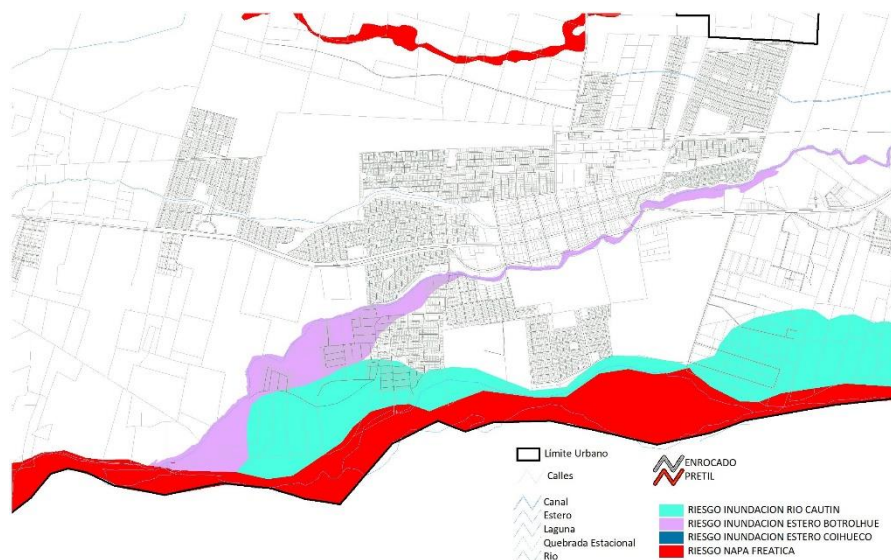 Límite Urbano
Calles
Canal
Estero
Laguna
Quebrada Estacional
Rio
ENROCADO
PRETIL
RIESGO INUNDACION RIO CAUTIN
RIESGO INUNDACION ESTERO BOTROLHUE
RIESGO INUNDACION ESTERO COIHUECO
RIESGO NAPA FREATICA